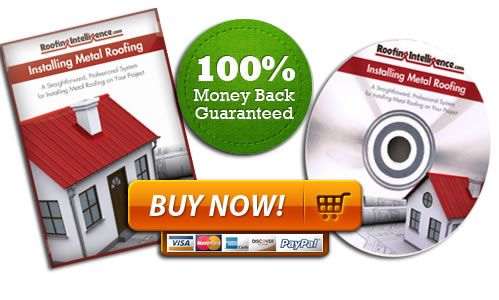 RoofingIntelligence.com
Installing Metal Roofing
A Straightforward, Professional System
for Installing Metal Roofing on Your Project
100%
Money Back
Guaranteed
RoofingIntelligence.com
Installing Metal Roofing
A Straightforward, Professional System
for Installing Metal Roofing on Your Project
BUY NOW!
VISA
MasterCard
DISCOVER
PayPal